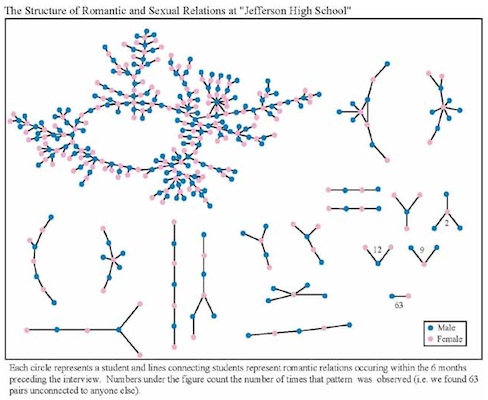 The Structure of Romantic and Sexual Relations at "Jefferson High School"
2
12
9
63
Male
Female
Each circle represents a student and lines connecting students represent romantic relations occuring within the 6 months
preceding the interview. Numbers under the figure count the number of times that pattern was observed (i.e. we found 63
pairs unconnected to anyone else).